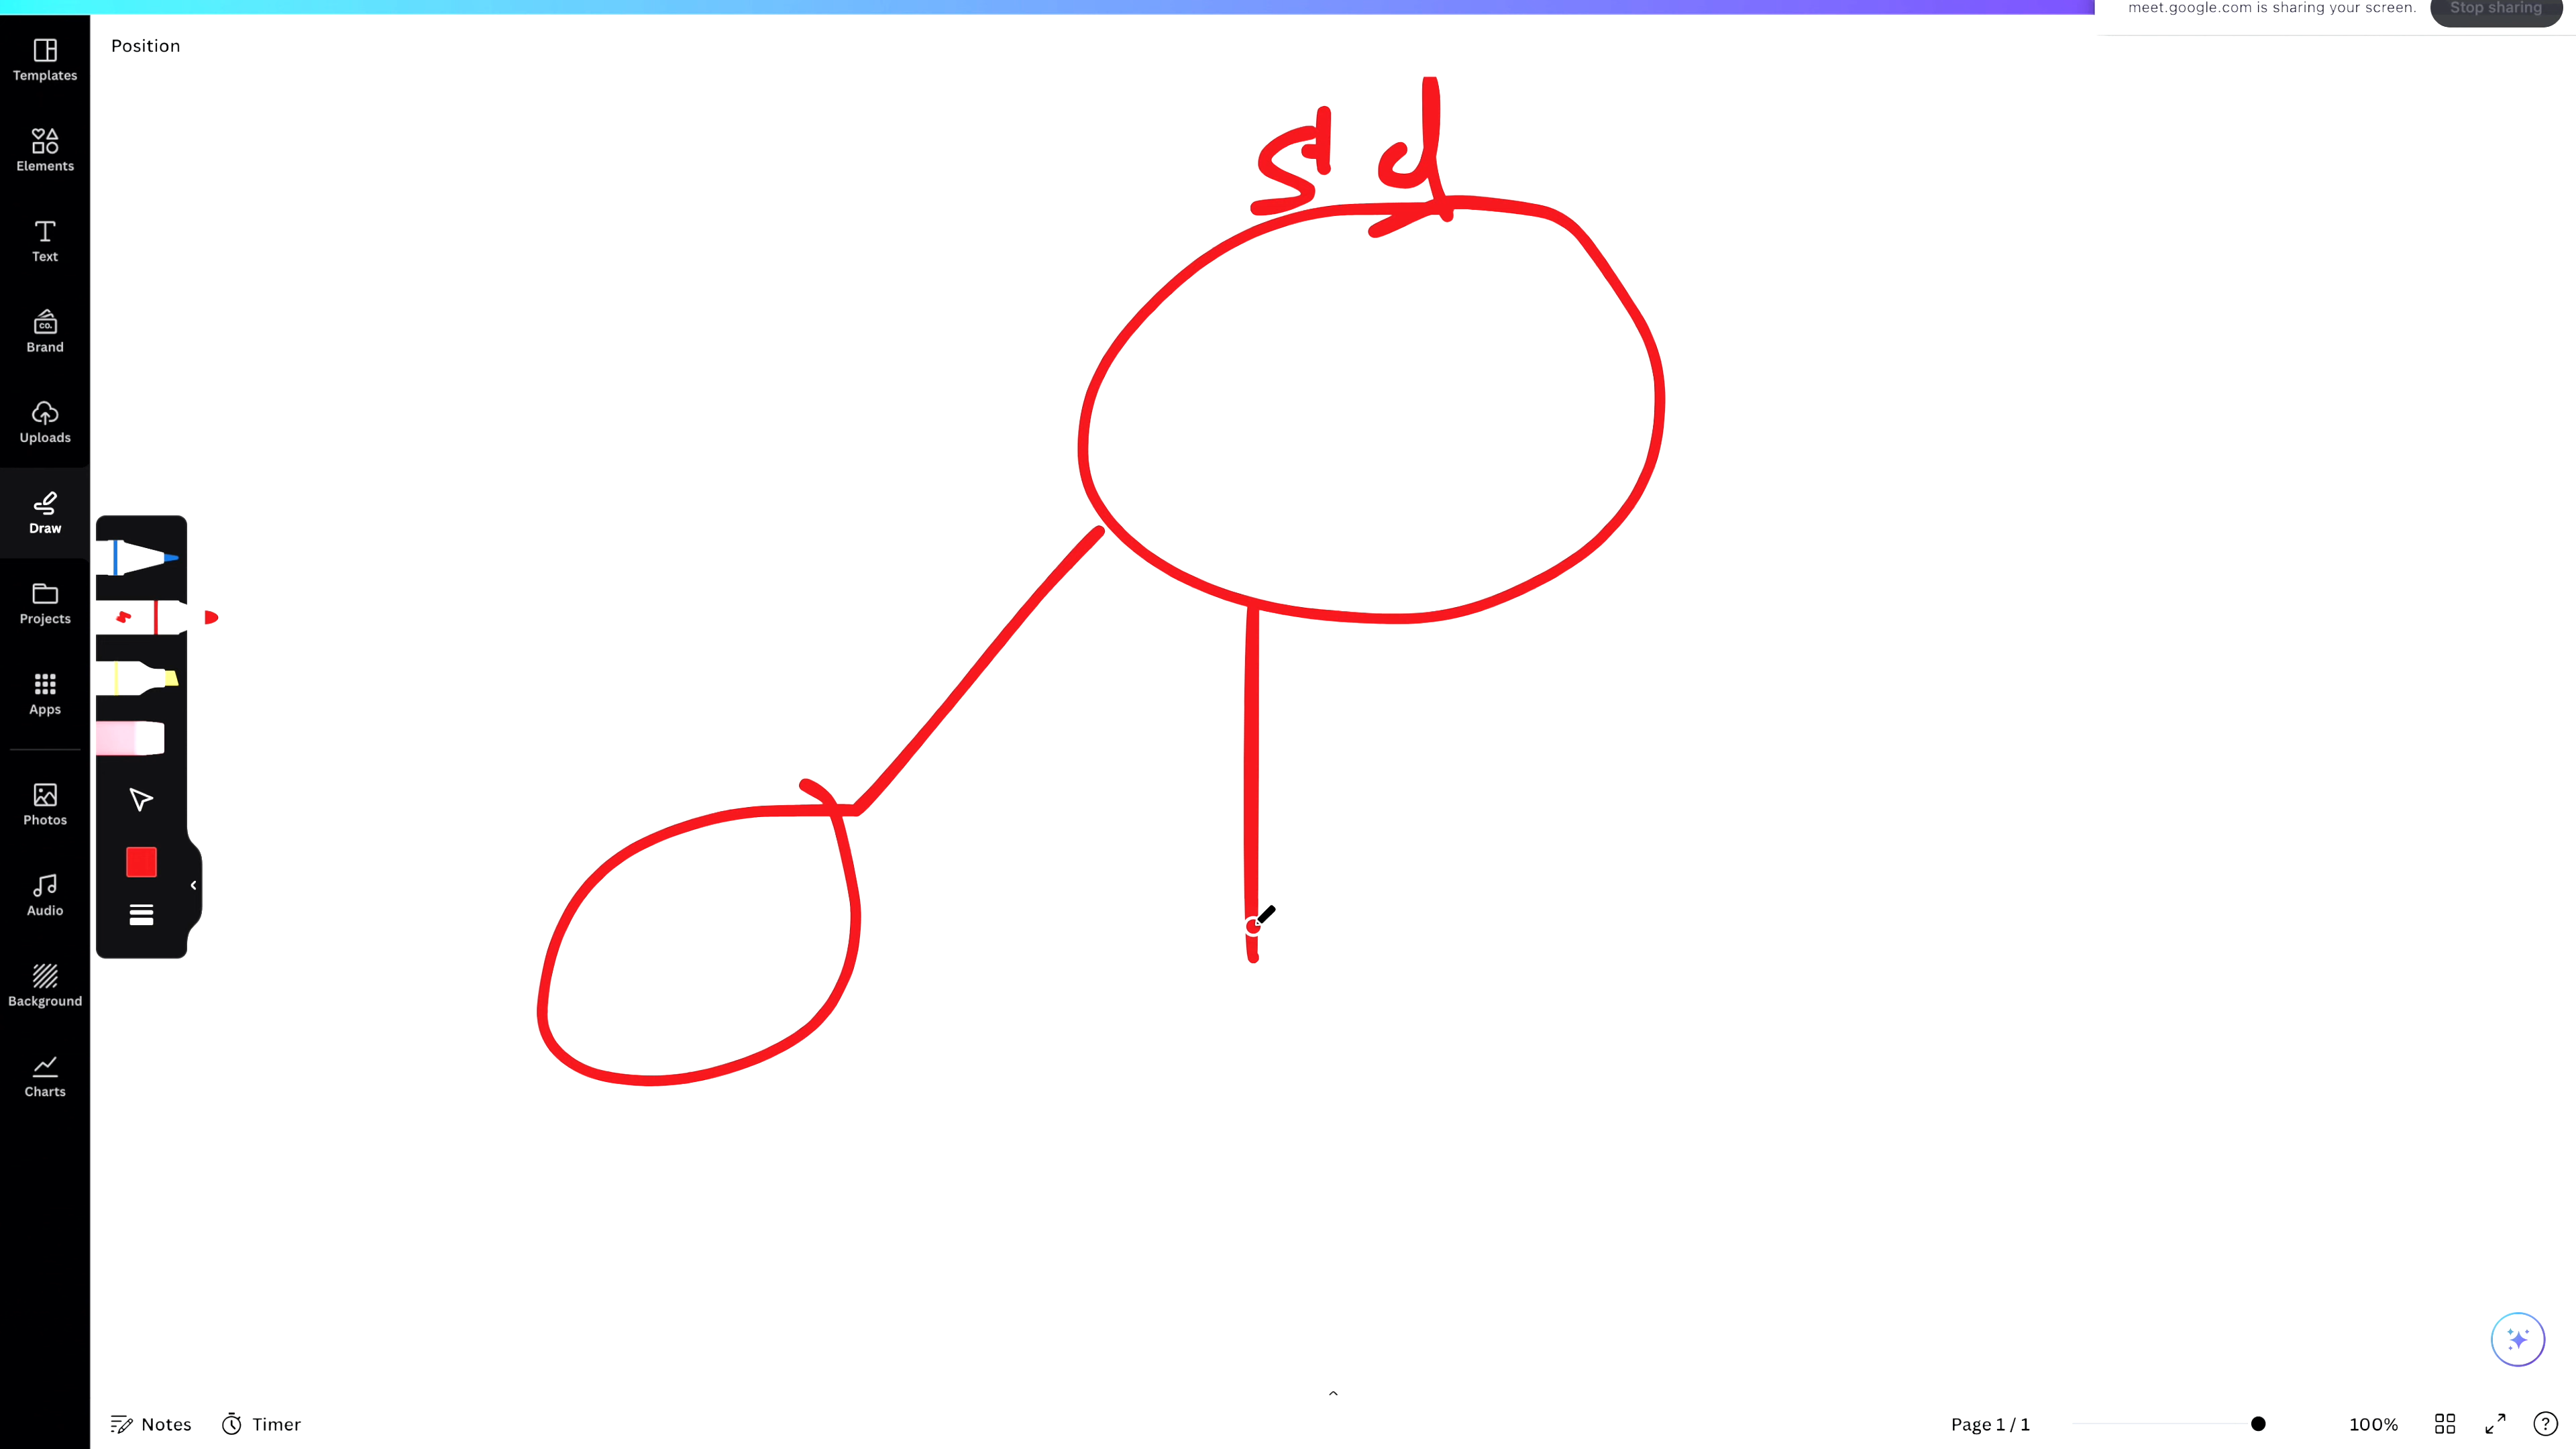 meet.google.com is sharing your screen.
Stop sharing
Position
Templates
Elements
Text
CO.
Brand
Uploads
Draw
Projects
Apps
Photos
Audio
Background
Charts
Notes
Timer
Page 1 / 1
100%
?